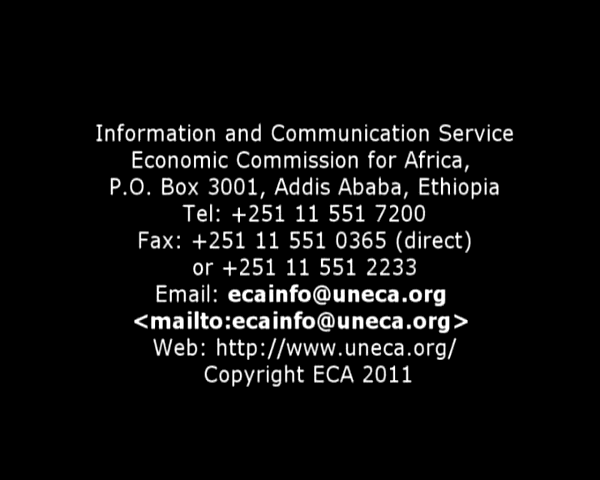 Information and Communication Service
Economic Commission for Africa,
P.O. Box 3001, Addis Ababa, Ethiopia
Tel: +251 11 551 7200
Fax: +251 11 551 0365 (direct)
or +251 11 551 2233
Email: ecainfo@uneca.org
<mailto:ecainfo@uneca.org>
Web: http://www.uneca.org/
Copyright ECA 2011